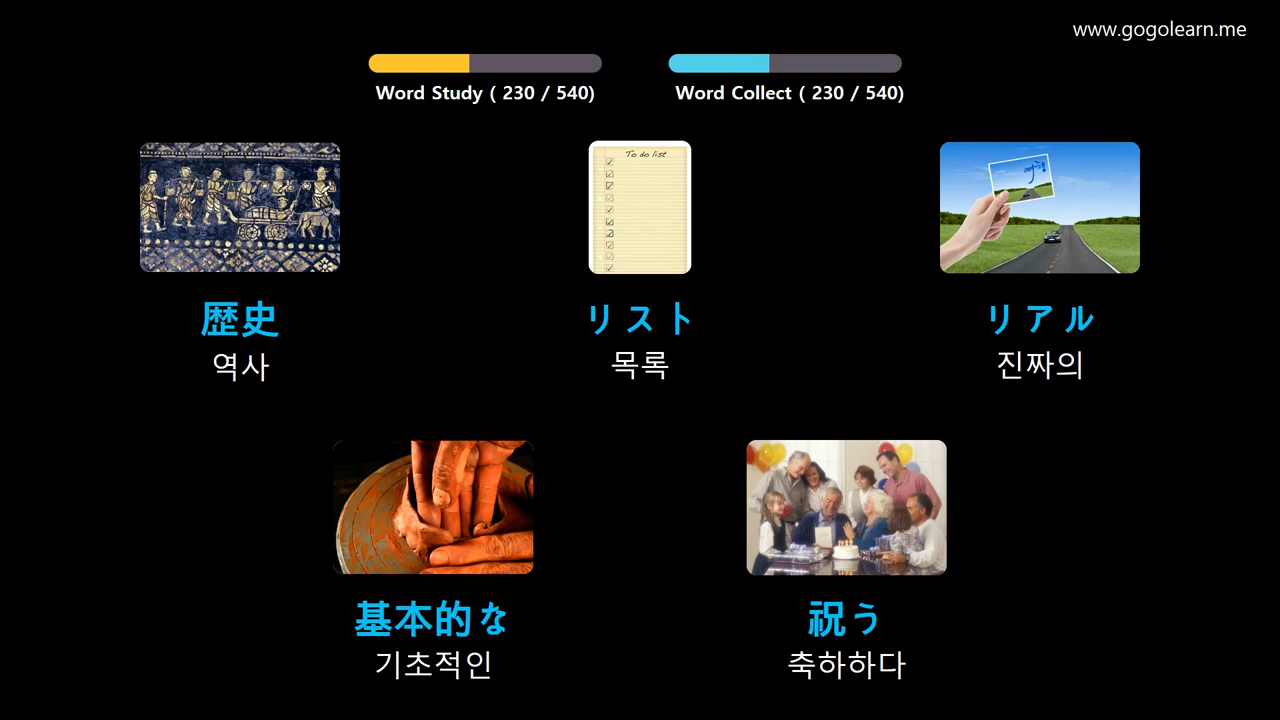 www.gogolearn.me
Word Study ( 230 / 540)
Word Collect ( 230 / 540)
To do list
歴史
リスト
リアル
역사
목록
진짜의
基本的な
祝う
기초적인
축하하다